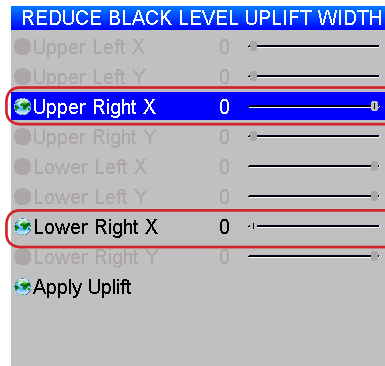 REDUCE BLACK LEVEL UPLIFT WIDTH
Upper Left X 0
Upper Left Y 0
Upper Right X 0
Upper Right Y 0
Lower Left X 0
Lower Left Y 0
Lower Right X 0
Lower Right Y 0
Apply Uplift